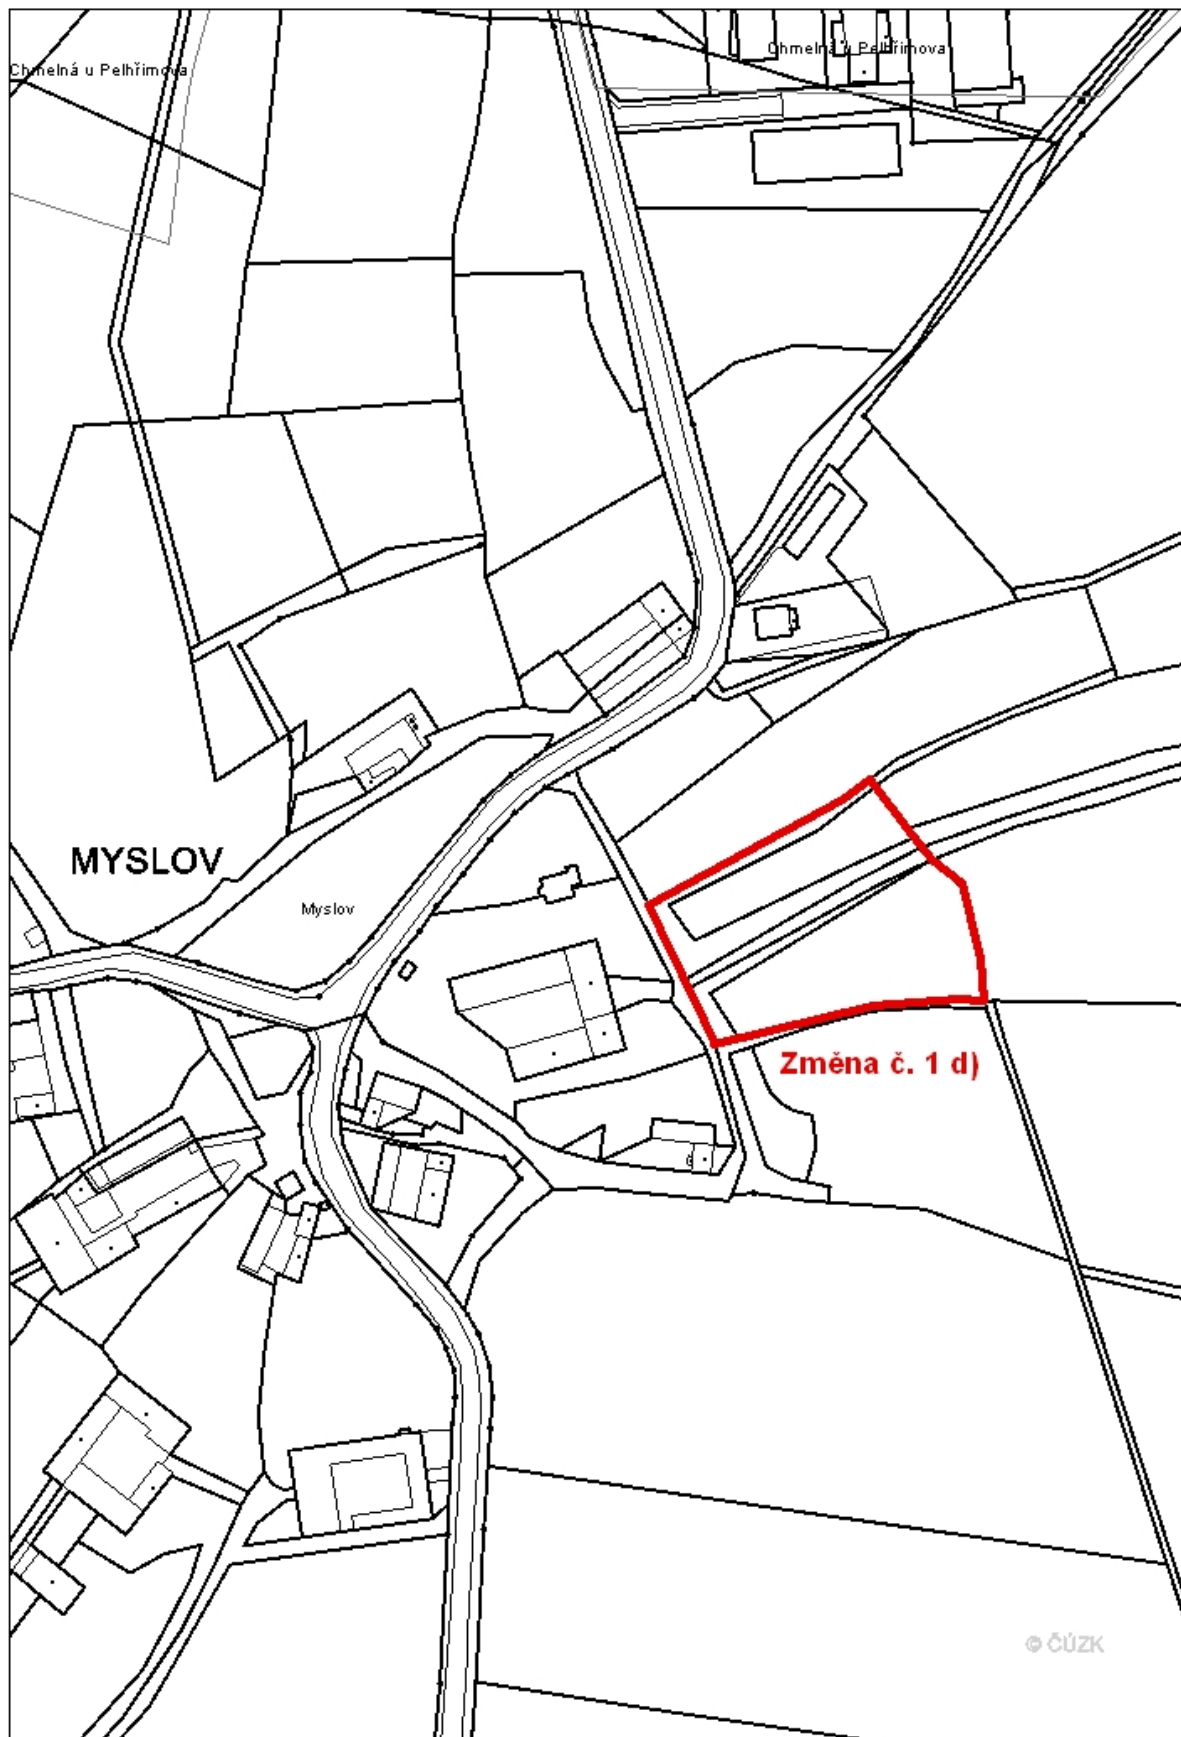 Chmelná u Pelhřimova
Chmelná u Pelhřimova
MYSLOV
Myslov
Změna č. 1 d)
© ČÚZK